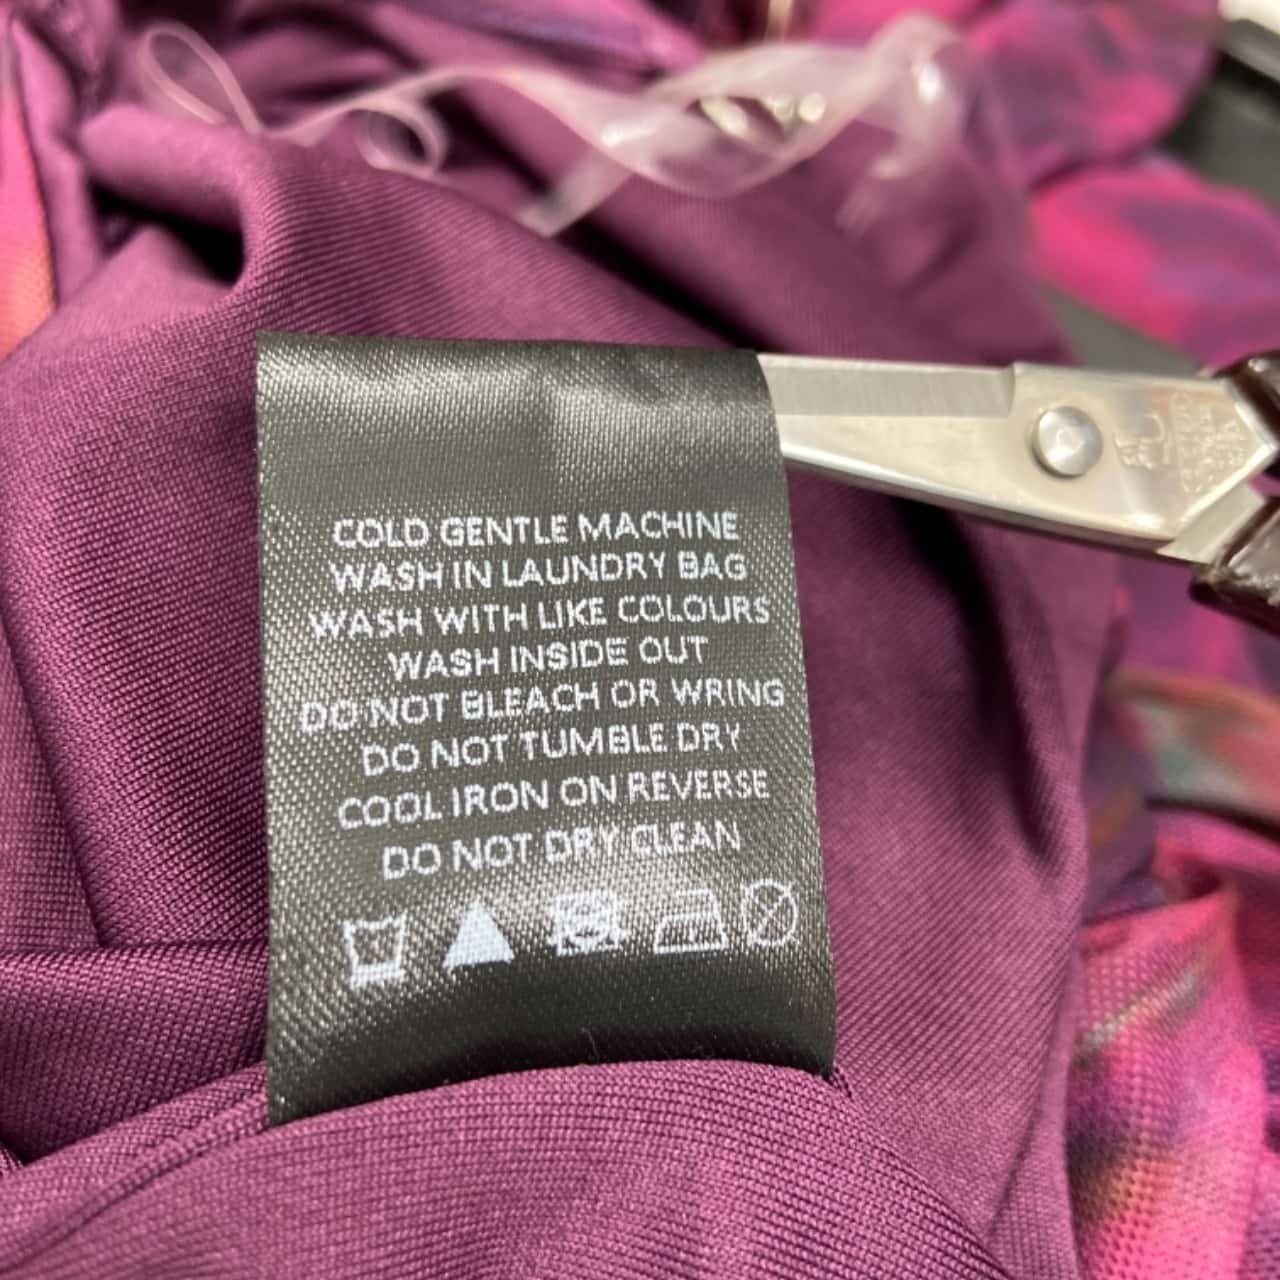 COLD GENTLE MACHINE
WASH IN LAUNDRY BAG
WASH WITH LIKE COLOURS
WASH INSIDE OUT
DO NOT BLEACH OR WRING
DO NOT TUMBLE DRY
COOL IRON ON REVERSE
DO NOT DRY CLEAN